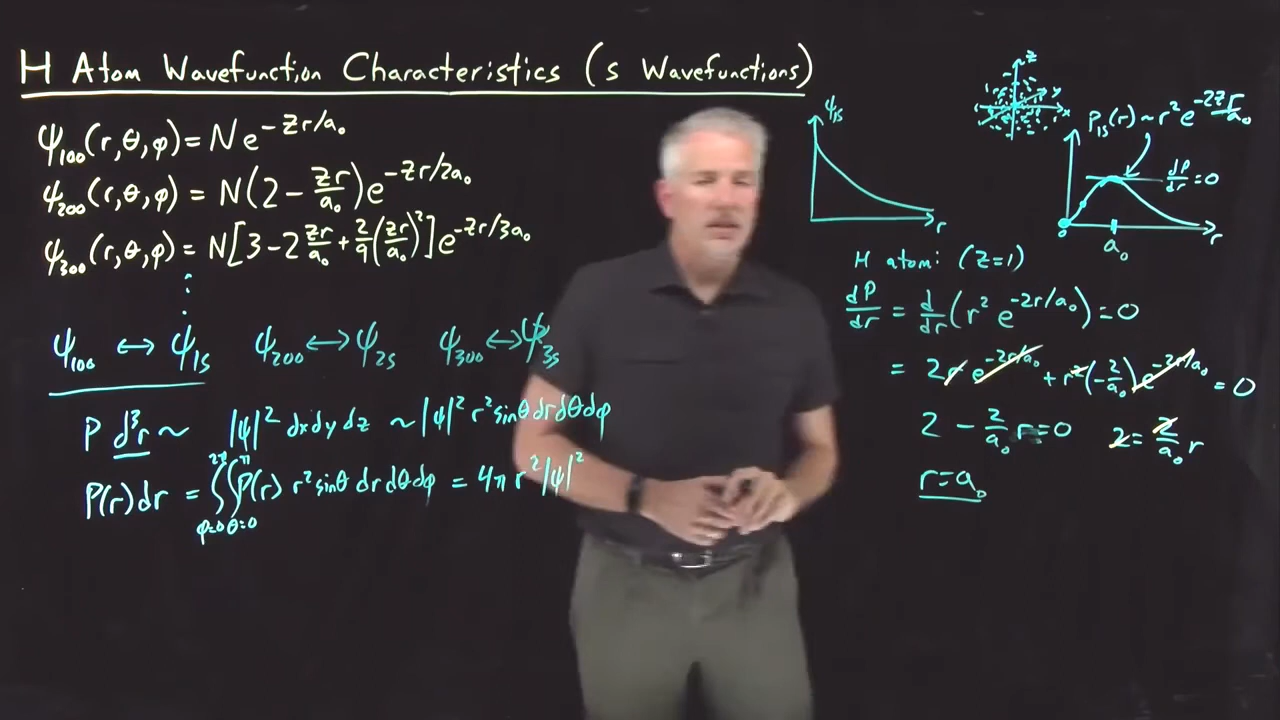 H Atom Wavefunction Characteristics (s Wavefunctions)
ψ₁₀₀(r,θ,φ) = N e^{-Zr/a₀}
ψ₂₀₀(r,θ,φ) = N(2 - Zr/a₀)e^{-Zr/2a₀}
ψ₃₀₀(r,θ,φ) = N[3 - 2 Zr/a₀ + 2/9 (Zr/a₀)²]e^{-Zr/3a₀}
⋮
ψ₁₀₀ ↔ ψ₁s ψ₂₀₀ ↔ ψ₂s ψ₃₀₀ ↔ ψ₃s
P d³r ~ |ψ|² dx dy dz ~ |ψ|² r² sinθ dr dθ dφ
P(r)dr = ∫_{φ=0}^{2π} ∫_{θ=0}^{π} P(r) r² sinθ dr dθ dφ = 4π r² |ψ|²
ψ₁s
r
z
y
x
P₁s(r) ~ r² e^{-2Zr/a₀}
dP/dr = 0
0
a₀
r
H atom: (Z=1)
dP/dr = d/dr (r² e^{-2r/a₀}) = 0
= 2r e^{-2r/a₀} + r²(-2/a₀) e^{-2r/a₀} = 0
2 - 2/a₀ r = 0 2 = 2/a₀ r
r = a₀